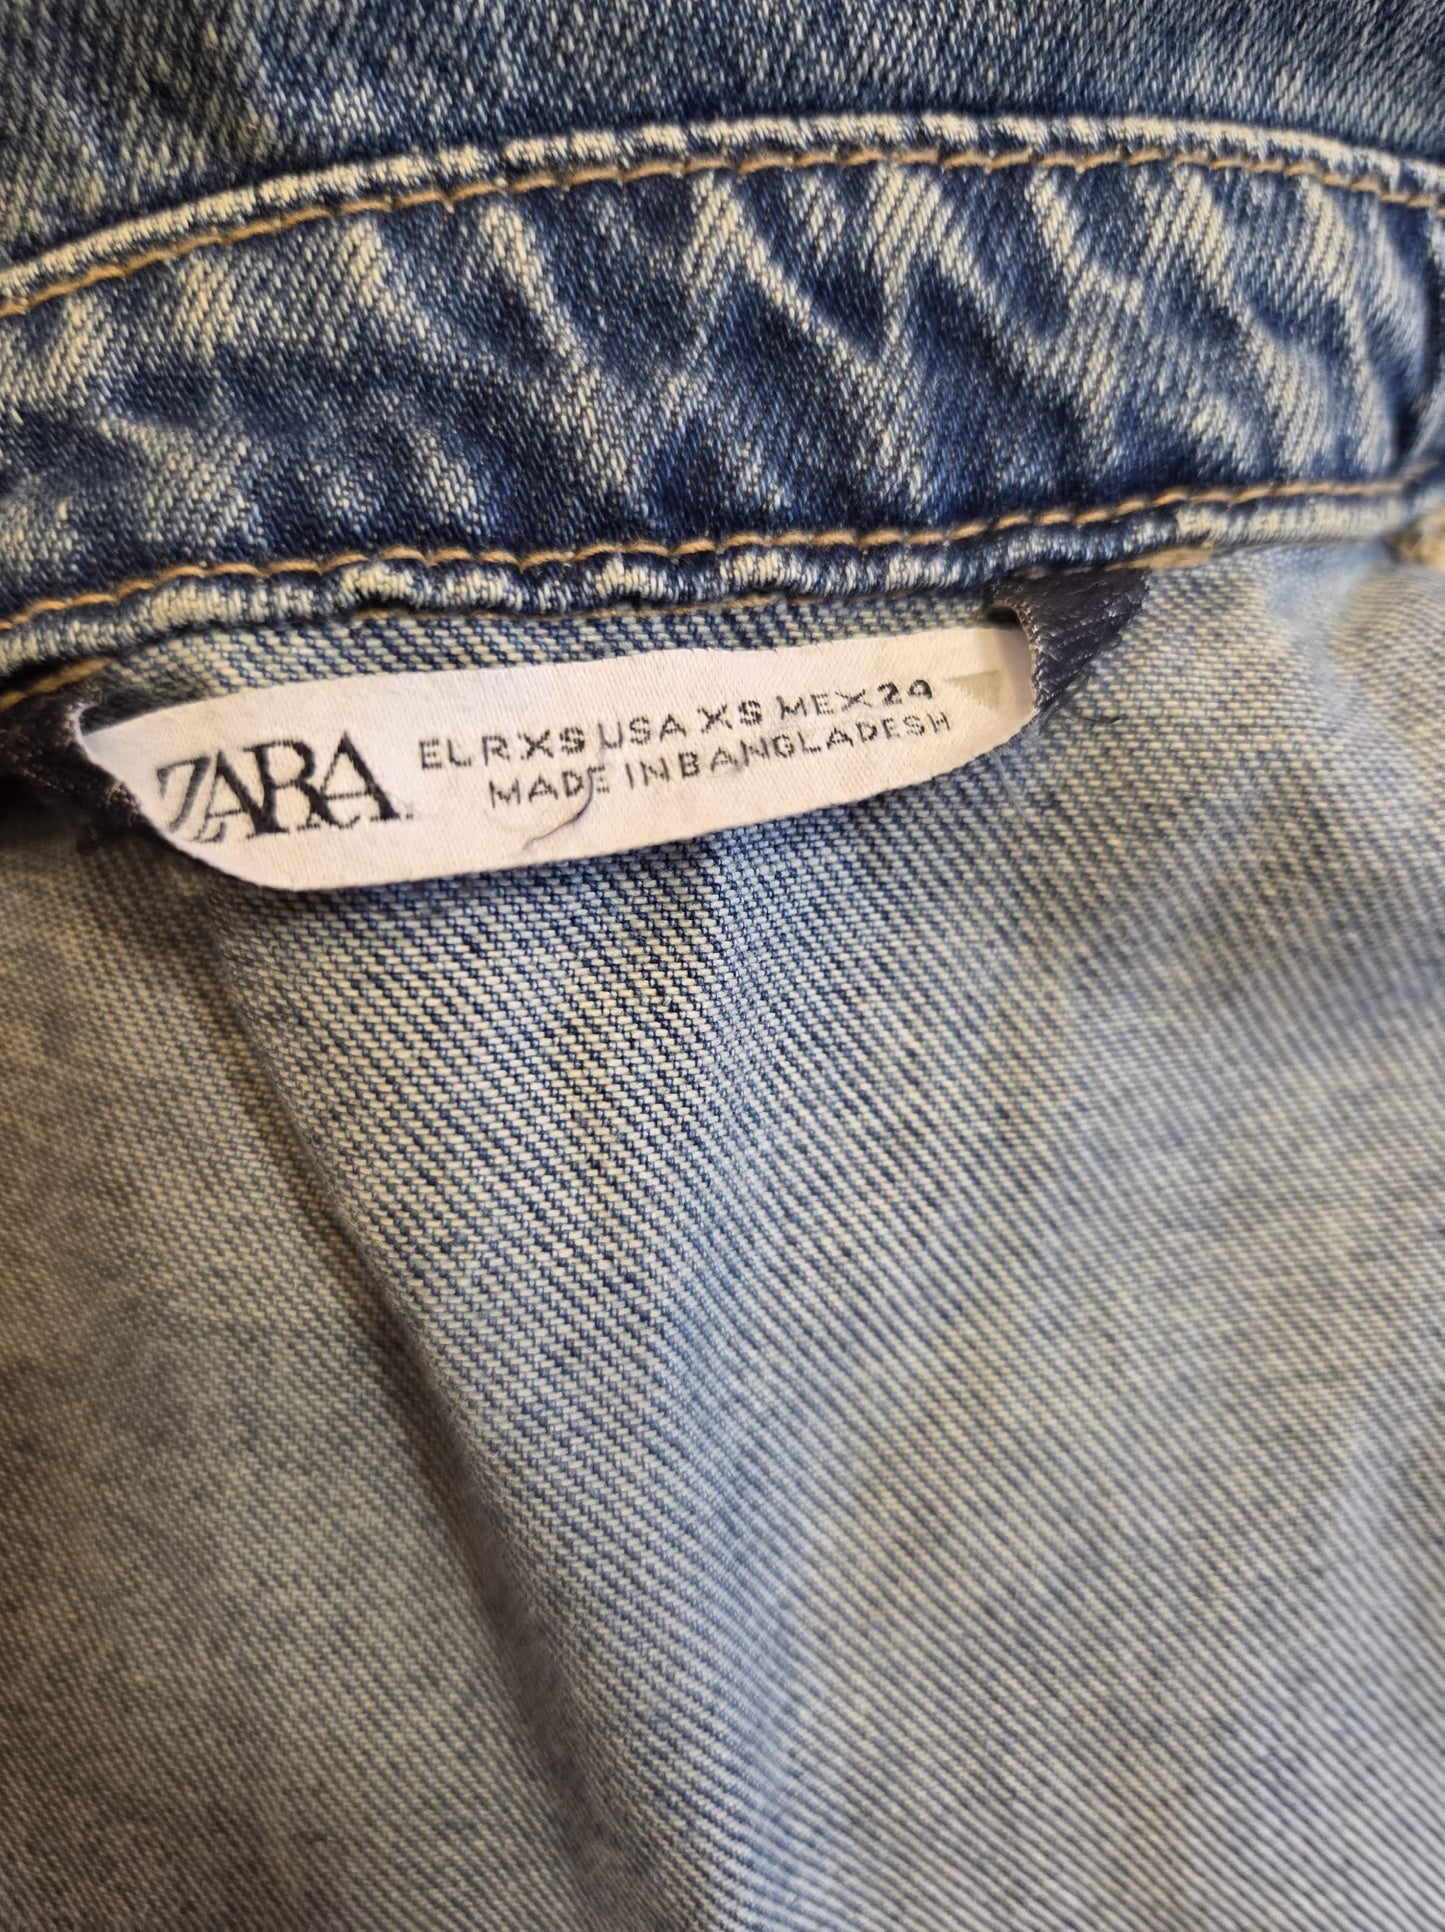 ZARA
EUR XS USA XS MEX 24
MADE IN BANGLADESH